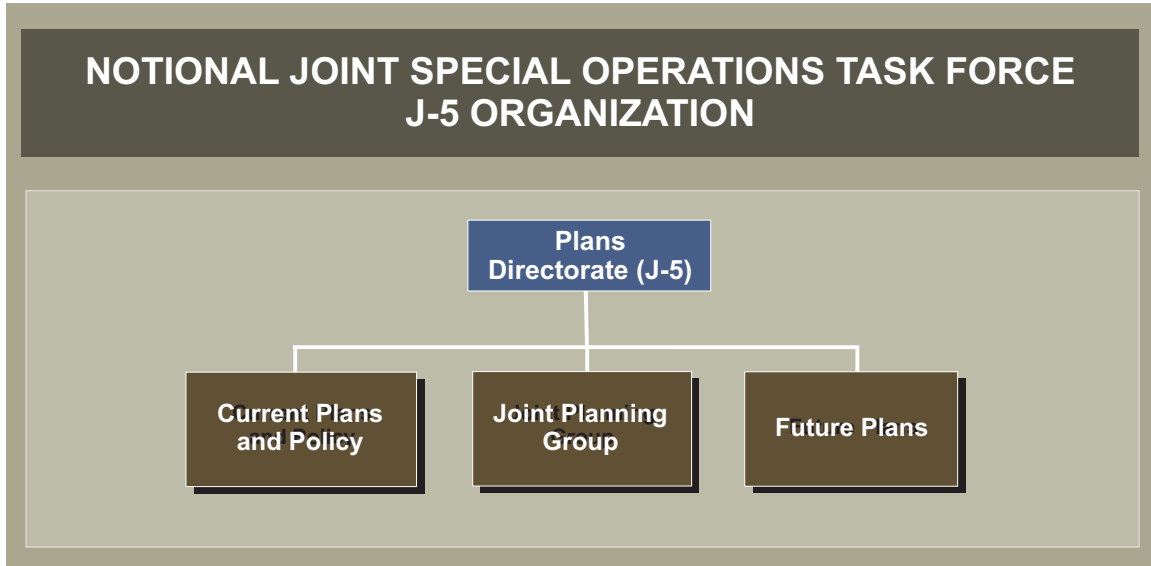 NOTIONAL JOINT SPECIAL OPERATIONS TASK FORCE
J-5 ORGANIZATION
Plans
Directorate (J-5)
Current Plans
and Policy
Joint Planning
Group
Future Plans